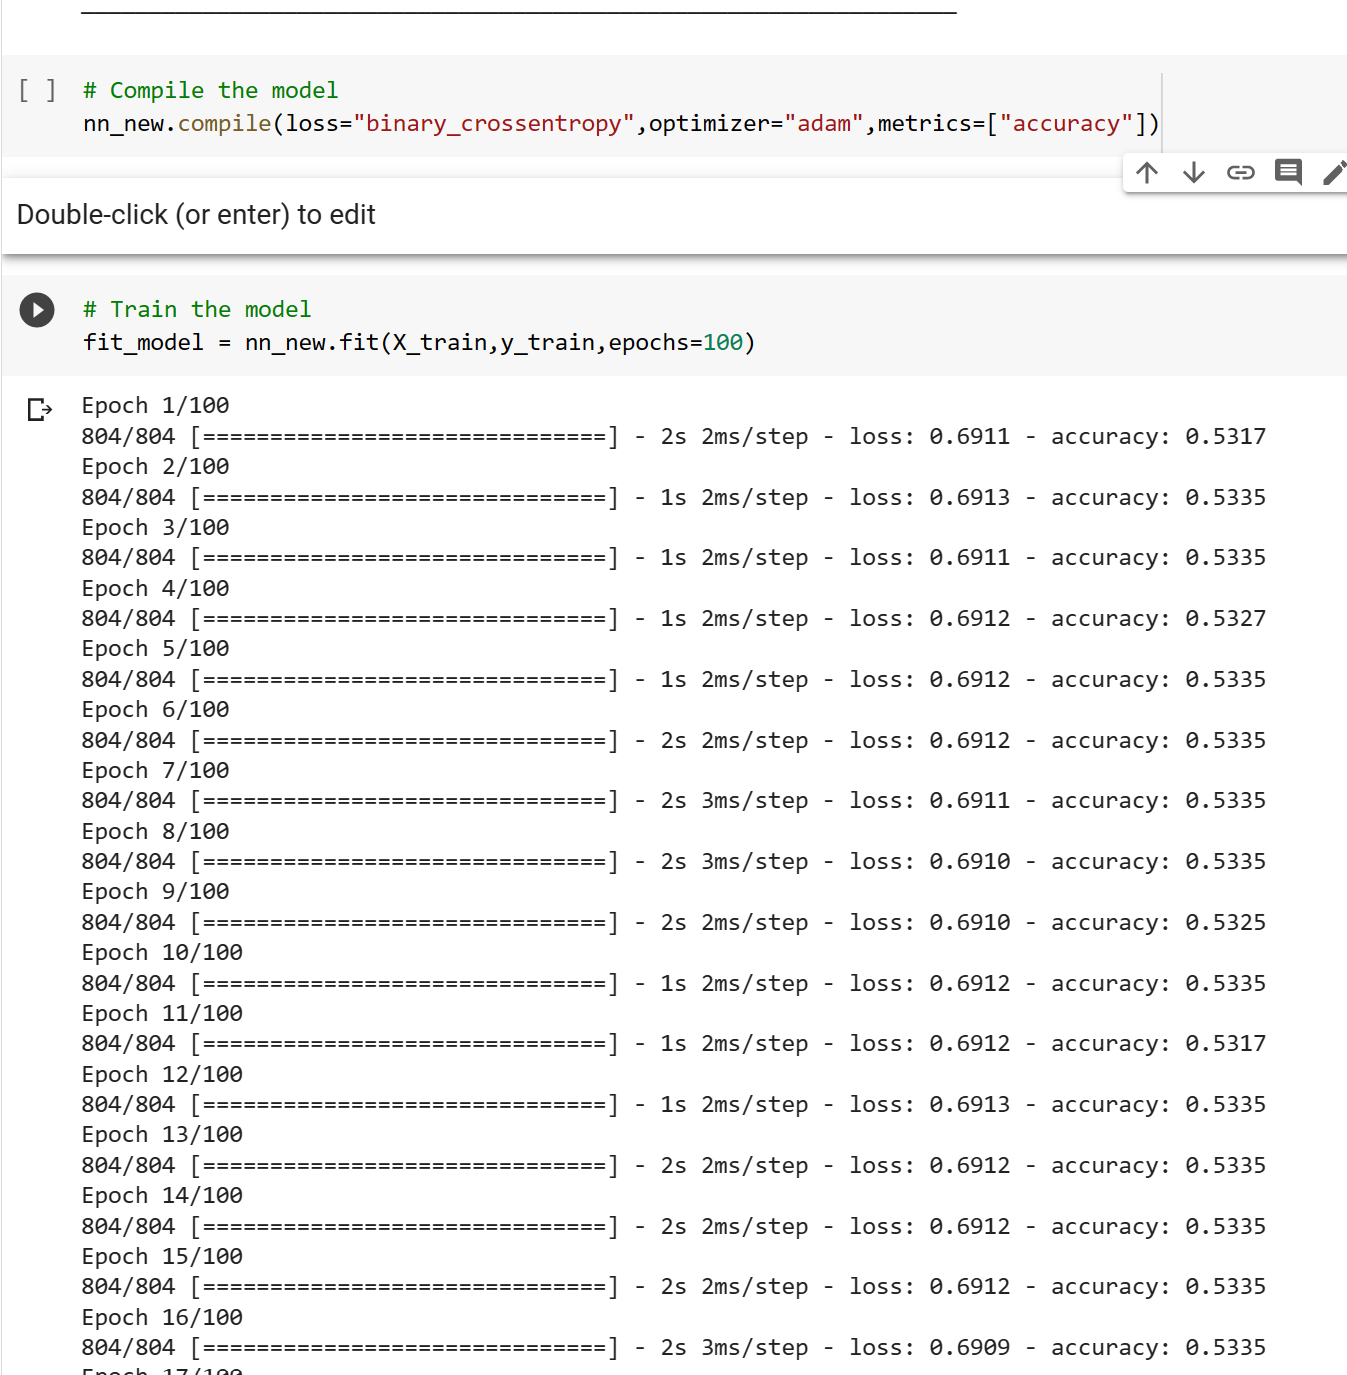 [ ] # Compile the model
nn_new.compile(loss="binary_crossentropy",optimizer="adam",metrics=["accuracy"])
Double-click (or enter) to edit
# Train the model
fit_model = nn_new.fit(X_train,y_train,epochs=100)
Epoch 1/100
804/804 [==============================] - 2s 2ms/step - loss: 0.6911 - accuracy: 0.5317
Epoch 2/100
804/804 [==============================] - 1s 2ms/step - loss: 0.6913 - accuracy: 0.5335
Epoch 3/100
804/804 [==============================] - 1s 2ms/step - loss: 0.6911 - accuracy: 0.5335
Epoch 4/100
804/804 [==============================] - 1s 2ms/step - loss: 0.6912 - accuracy: 0.5327
Epoch 5/100
804/804 [==============================] - 1s 2ms/step - loss: 0.6912 - accuracy: 0.5335
Epoch 6/100
804/804 [==============================] - 2s 2ms/step - loss: 0.6912 - accuracy: 0.5335
Epoch 7/100
804/804 [==============================] - 2s 3ms/step - loss: 0.6911 - accuracy: 0.5335
Epoch 8/100
804/804 [==============================] - 2s 3ms/step - loss: 0.6910 - accuracy: 0.5335
Epoch 9/100
804/804 [==============================] - 2s 2ms/step - loss: 0.6910 - accuracy: 0.5325
Epoch 10/100
804/804 [==============================] - 1s 2ms/step - loss: 0.6912 - accuracy: 0.5335
Epoch 11/100
804/804 [==============================] - 1s 2ms/step - loss: 0.6912 - accuracy: 0.5317
Epoch 12/100
804/804 [==============================] - 1s 2ms/step - loss: 0.6913 - accuracy: 0.5335
Epoch 13/100
804/804 [==============================] - 2s 2ms/step - loss: 0.6912 - accuracy: 0.5335
Epoch 14/100
804/804 [==============================] - 2s 2ms/step - loss: 0.6912 - accuracy: 0.5335
Epoch 15/100
804/804 [==============================] - 2s 2ms/step - loss: 0.6912 - accuracy: 0.5335
Epoch 16/100
804/804 [==============================] - 2s 3ms/step - loss: 0.6909 - accuracy: 0.5335
Epoch 17/100